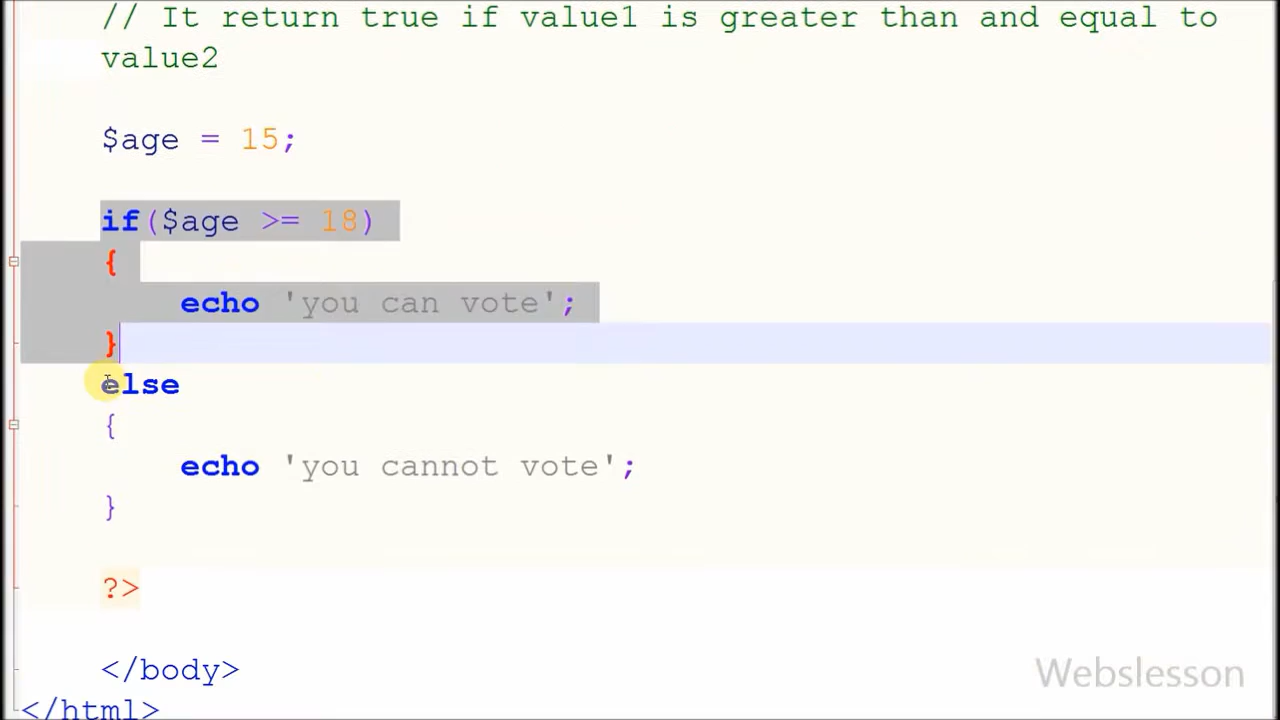 // It return true if value1 is greater than and equal to
value2
$age = 15;
if($age >= 18)
{
echo 'you can vote';
}
else
{
echo 'you cannot vote';
}
?>
</body>
Webslesson
</html>